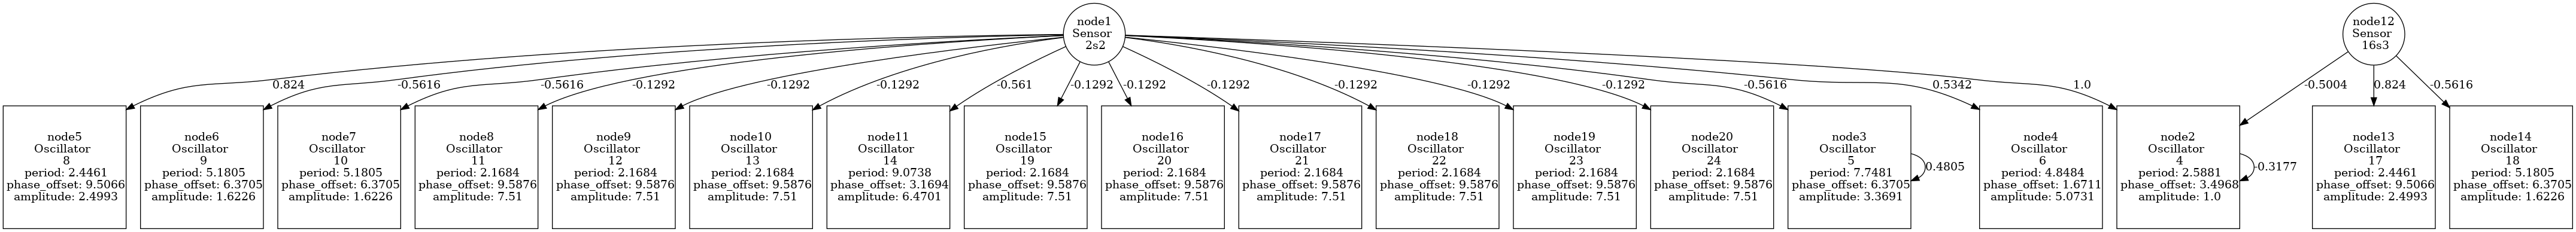 node1
Sensor
2s2
node12
Sensor
16s3
0.824
-0.5616
-0.5616
-0.1292
-0.1292
-0.1292
-0.561
-0.1292
-0.1292
-0.1292
-0.1292
-0.1292
-0.1292
-0.5616
0.5342
1.0
-0.5004
0.824
-0.5616
node5
Oscillator
8
period: 2.4461
phase_offset: 9.5066
amplitude: 2.4993
node6
Oscillator
9
period: 5.1805
phase_offset: 6.3705
amplitude: 1.6226
node7
Oscillator
10
period: 5.1805
phase_offset: 6.3705
amplitude: 1.6226
node8
Oscillator
11
period: 2.1684
phase_offset: 9.5876
amplitude: 7.51
node9
Oscillator
12
period: 2.1684
phase_offset: 9.5876
amplitude: 7.51
node10
Oscillator
13
period: 2.1684
phase_offset: 9.5876
amplitude: 7.51
node11
Oscillator
14
period: 9.0738
phase_offset: 3.1694
amplitude: 6.4701
node15
Oscillator
19
period: 2.1684
phase_offset: 9.5876
amplitude: 7.51
node16
Oscillator
20
period: 2.1684
phase_offset: 9.5876
amplitude: 7.51
node17
Oscillator
21
period: 2.1684
phase_offset: 9.5876
amplitude: 7.51
node18
Oscillator
22
period: 2.1684
phase_offset: 9.5876
amplitude: 7.51
node19
Oscillator
23
period: 2.1684
phase_offset: 9.5876
amplitude: 7.51
node20
Oscillator
24
period: 2.1684
phase_offset: 9.5876
amplitude: 7.51
node3
Oscillator
5
period: 7.7481
phase_offset: 6.3705
amplitude: 3.3691
0.4805
node4
Oscillator
6
period: 4.8484
phase_offset: 1.6711
amplitude: 5.0731
node2
Oscillator
4
period: 2.5881
phase_offset: 3.4968
amplitude: 1.0
-0.3177
node13
Oscillator
17
period: 2.4461
phase_offset: 9.5066
amplitude: 2.4993
node14
Oscillator
18
period: 5.1805
phase_offset: 6.3705
amplitude: 1.6226